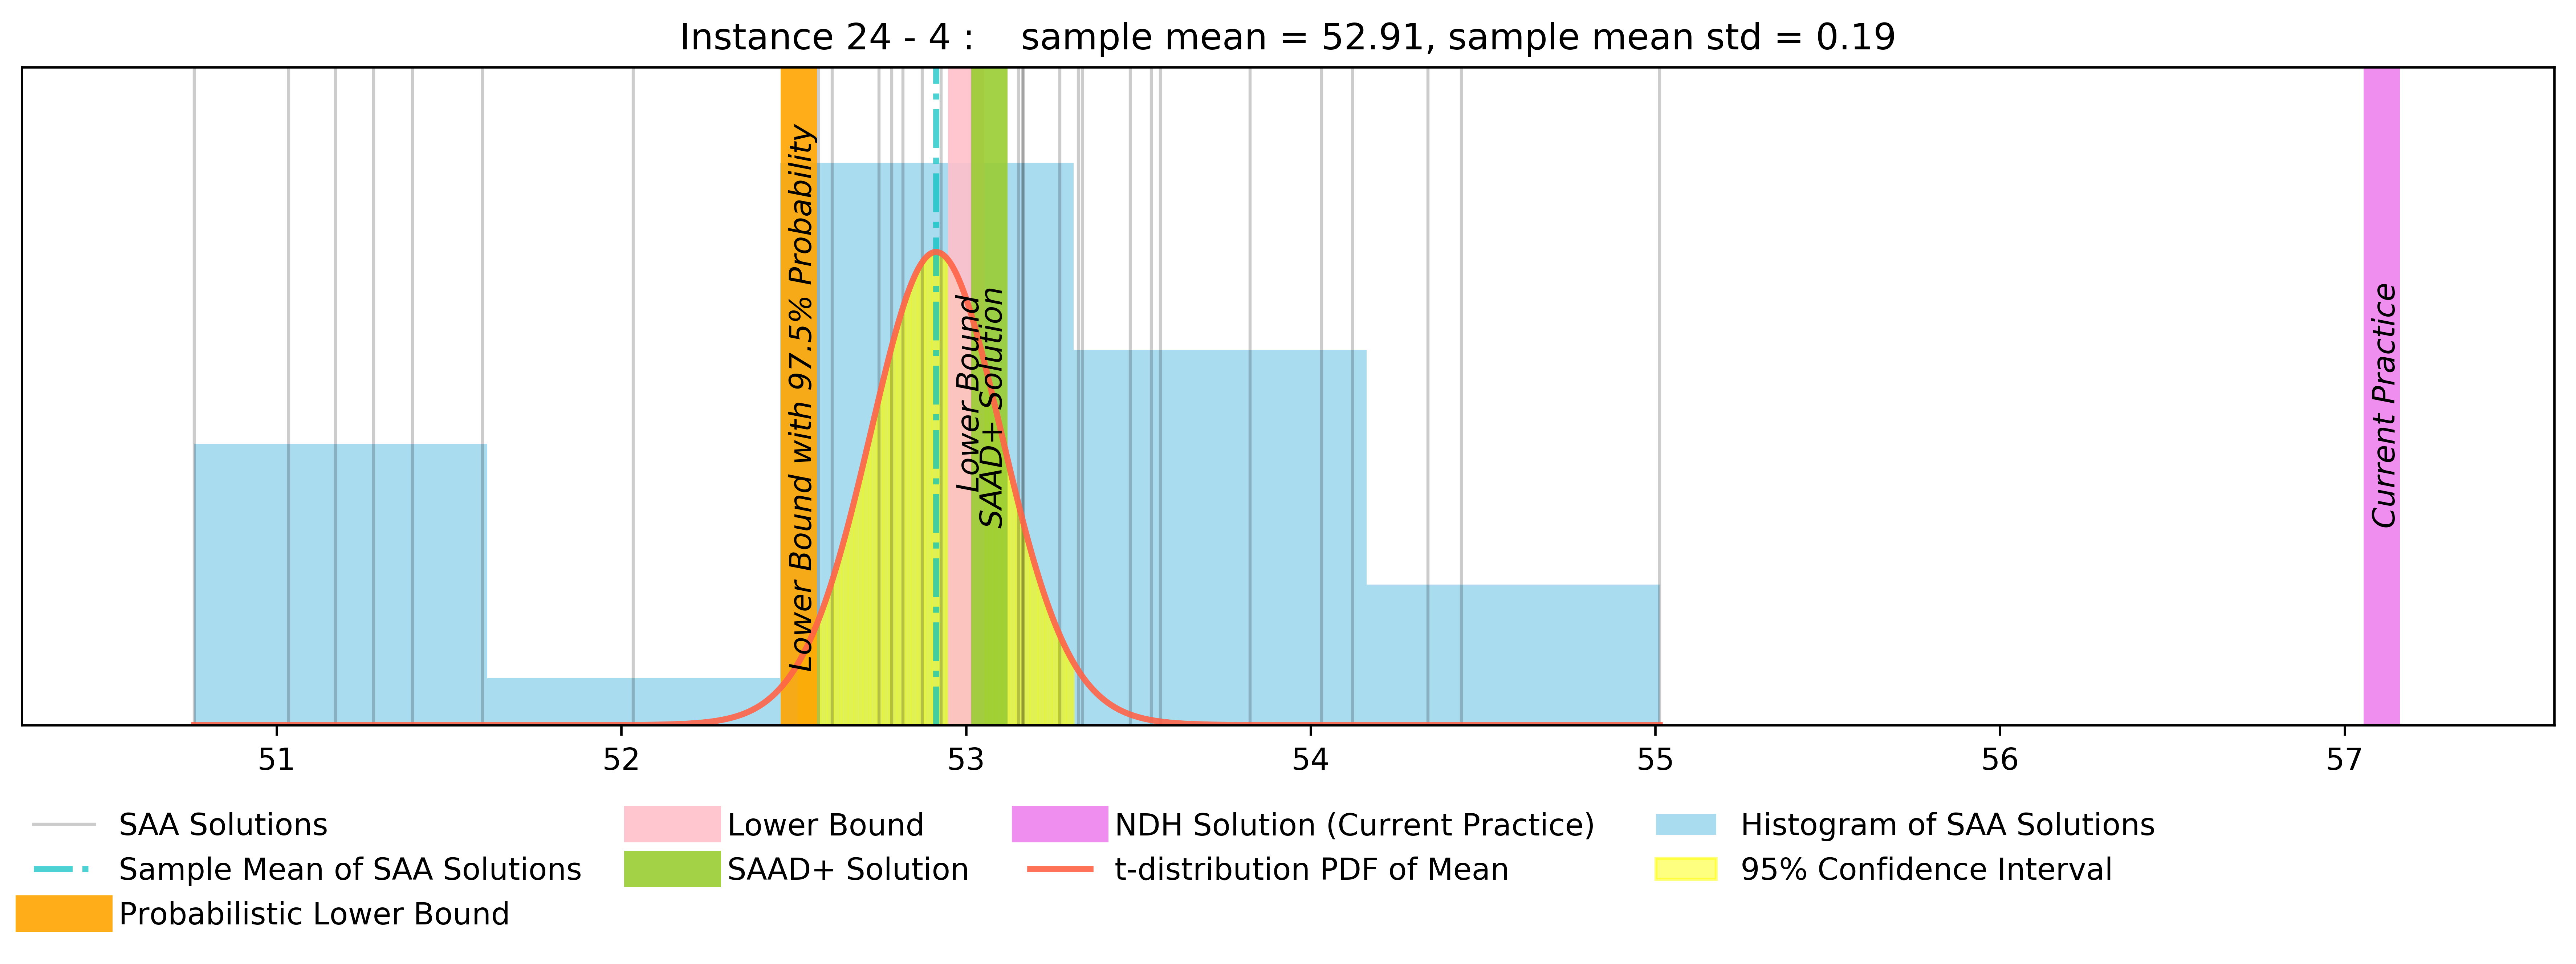 Instance 24 - 4 :    sample mean = 52.91, sample mean std = 0.19
Lower Bound with 97.5% Probability
Lower Bound
SAAD+ Solution
Current Practice
51 52 53 54 55 56 57
SAA Solutions
Sample Mean of SAA Solutions
Probabilistic Lower Bound
Lower Bound
SAAD+ Solution
NDH Solution (Current Practice)
t-distribution PDF of Mean
Histogram of SAA Solutions
95% Confidence Interval